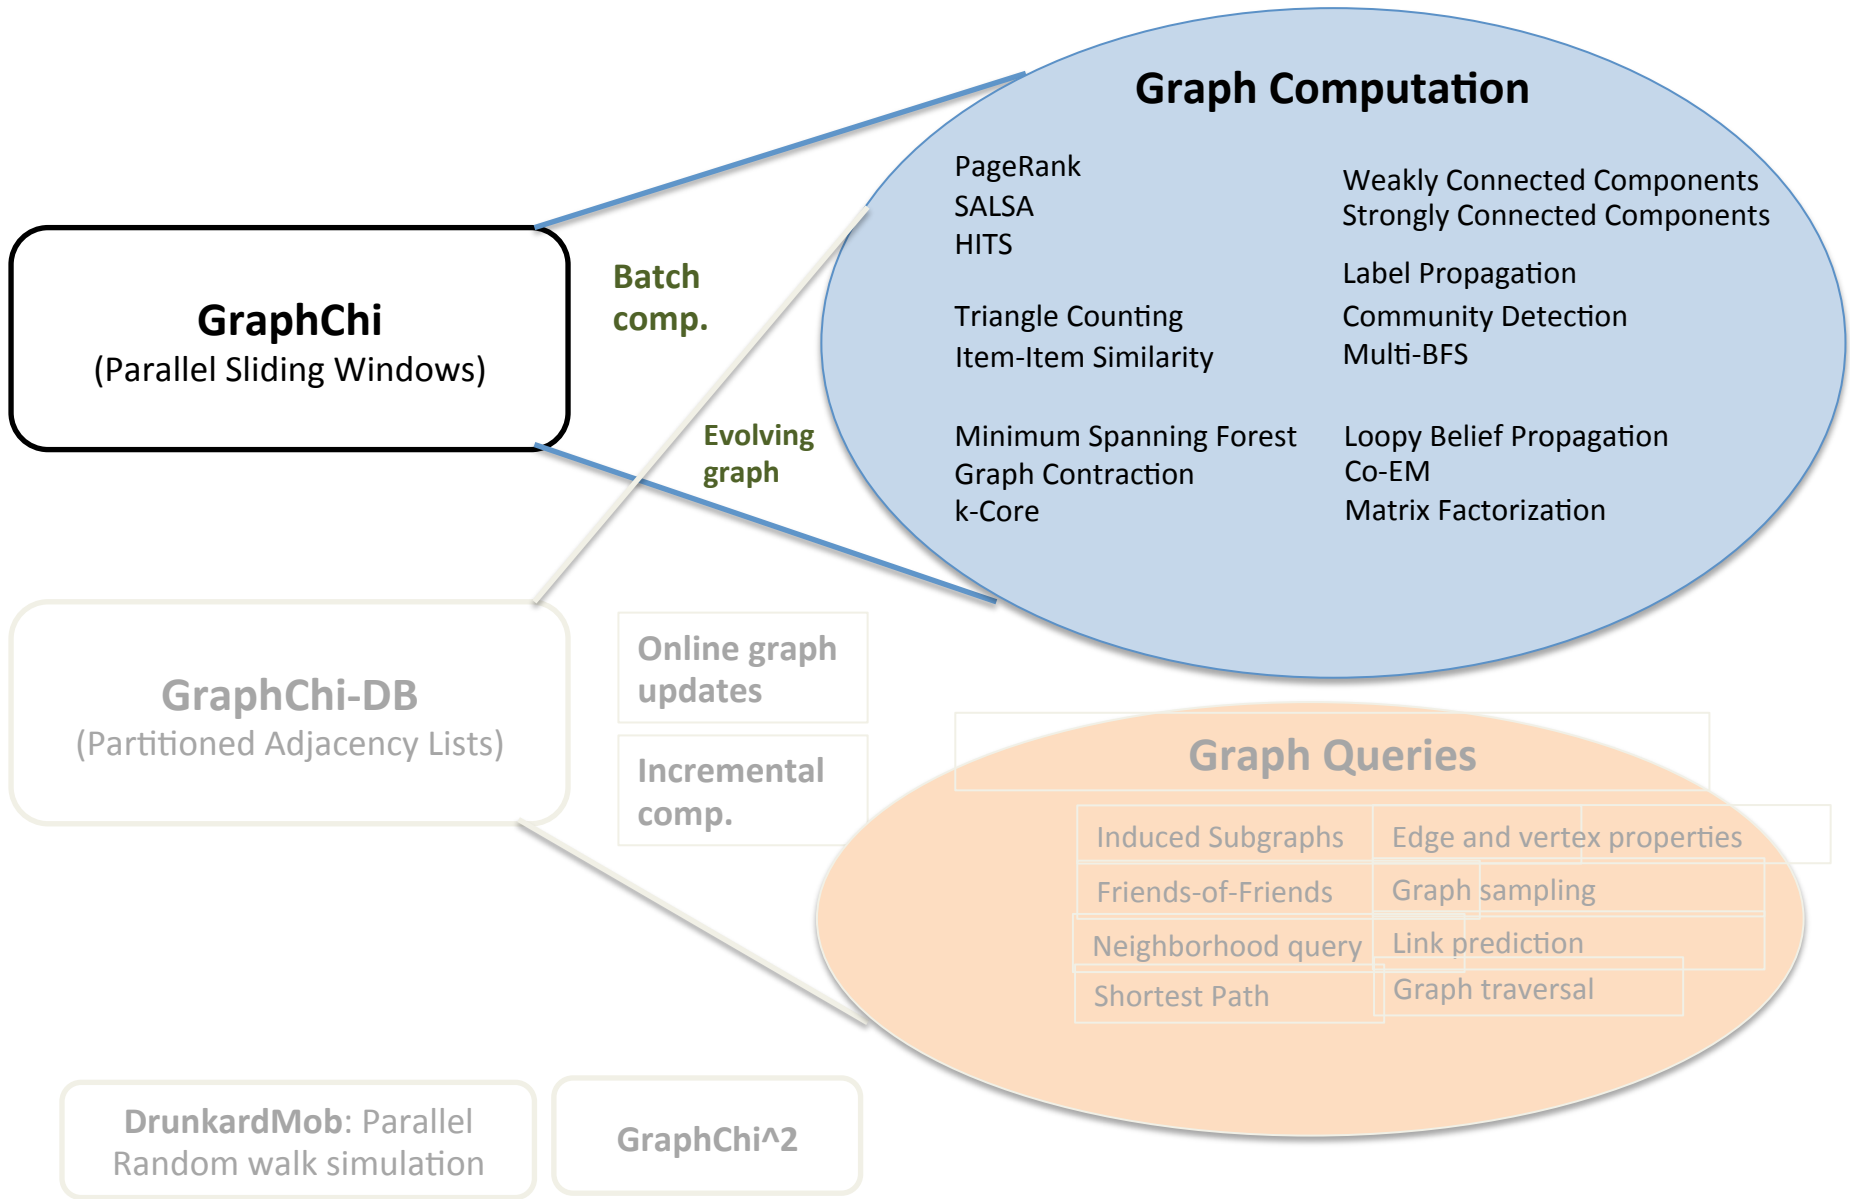 Graph Computation
PageRank
SALSA
HITS
Triangle Counting
Item-Item Similarity
Minimum Spanning Forest
Graph Contraction
k-Core
Weakly Connected Components
Strongly Connected Components
Label Propagation
Community Detection
Multi-BFS
Loopy Belief Propagation
Co-EM
Matrix Factorization
GraphChi
(Parallel Sliding Windows)
Batch
comp.
Evolving
graph
GraphChi-DB
(Partitioned Adjacency Lists)
Online graph
updates
Incremental
comp.
Graph Queries
Induced Subgraphs
Friends-of-Friends
Neighborhood query
Shortest Path
Edge and vertex properties
Graph sampling
Link prediction
Graph traversal
DrunkardMob: Parallel
Random walk simulation
GraphChi^2